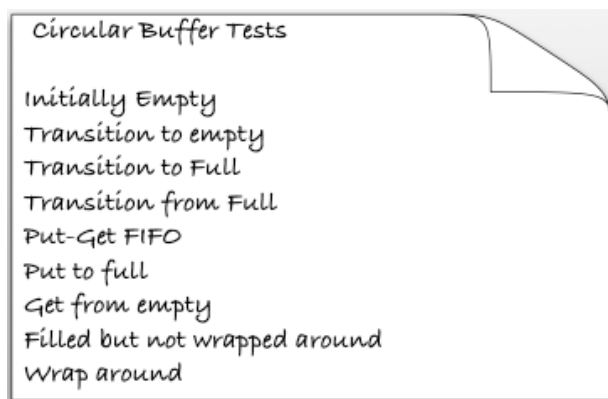 Circular Buffer Tests
Initially Empty
Transition to empty
Transition to Full
Transition from Full
Put-Get FIFO
Put to full
Get from empty
Filled but not wrapped around
Wrap around